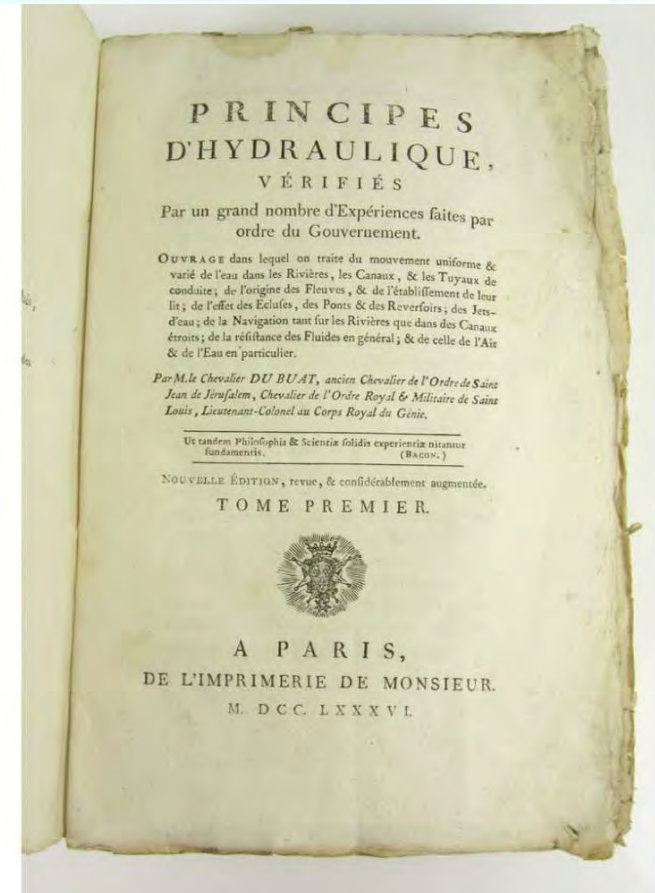 PRINCIPES
D'HYDRAULIQUE,
VÉRIFIÉS
Par un grand nombre d'Expériences faites par
ordre du Gouvernement.
OUVRAGE dans lequel on traite du mouvement uniforme &
varié de l'eau dans les Rivières, les Canaux, & les Tuyaux de
conduite; de l'origine des Fleuves, & de l'établiſſement de leur
lit; de l'effet des Ecluſes, des Ponts & des Reverſoirs; des Jets-
d'eau; de la Navigation tant ſur les Rivières que dans des Canaux
étroits; de la réſiſtance des Fluides en général; & de celle de l'Air
& de l'Eau en particulier.
Par M. le Chevalier DU BUAT, ancien Chevalier de l'Ordre de Saint
Jean de Jéruſalem, Chevalier de l'Ordre Royal & Militaire de Saint
Louis, Lieutenant-Colonel au Corps Royal du Génie.
Ut tandem Philoſophia & Scientiæ ſolidis experientiæ nitantur
fundamentis. (BACON.)
NOUVELLE ÉDITION, revue, & conſidérablement augmentée.
TOME PREMIER.
A PARIS,
DE L'IMPRIMERIE DE MONSIEUR.
M. DCC. LXXXVI.